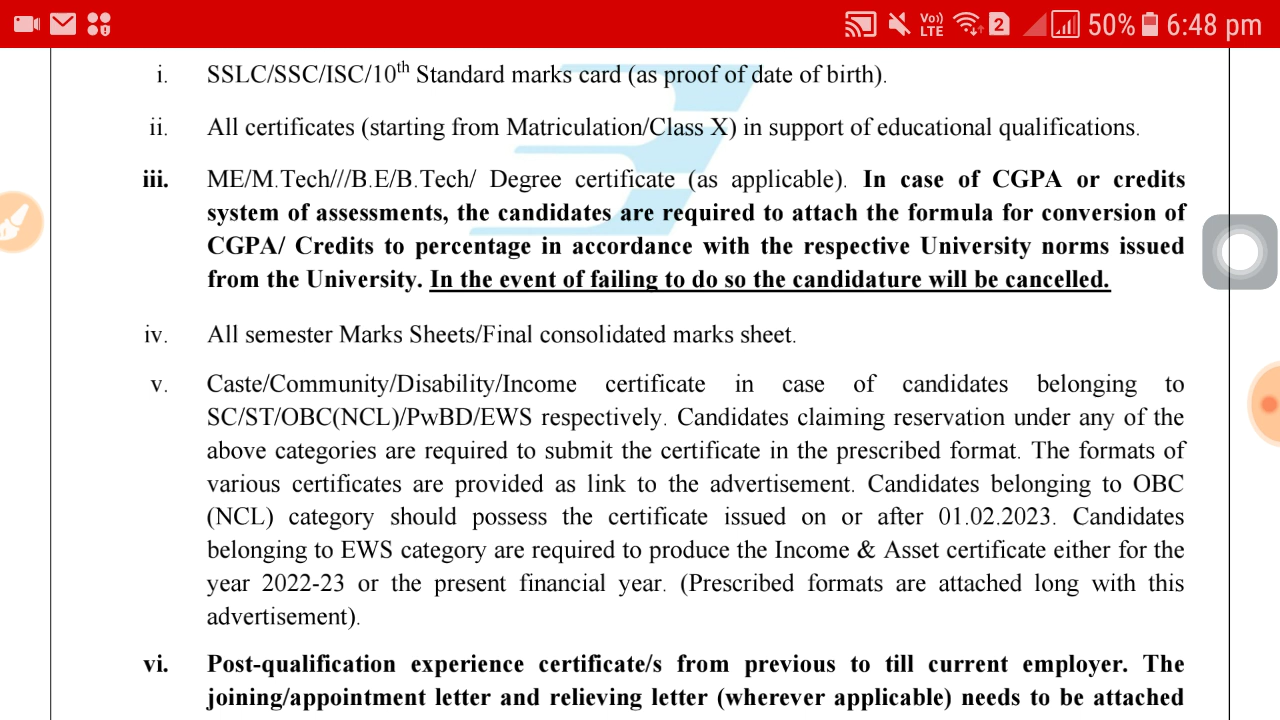 Vo)) LTE 2 50% 6:48 pm
i. SSLC/SSC/ISC/10th Standard marks card (as proof of date of birth).
ii. All certificates (starting from Matriculation/Class X) in support of educational qualifications.
iii. ME/M.Tech///B.E/B.Tech/ Degree certificate (as applicable). In case of CGPA or credits
system of assessments, the candidates are required to attach the formula for conversion of
CGPA/ Credits to percentage in accordance with the respective University norms issued
from the University. In the event of failing to do so the candidature will be cancelled.
iv. All semester Marks Sheets/Final consolidated marks sheet.
v. Caste/Community/Disability/Income certificate in case of candidates belonging to
SC/ST/OBC(NCL)/PwBD/EWS respectively. Candidates claiming reservation under any of the
above categories are required to submit the certificate in the prescribed format. The formats of
various certificates are provided as link to the advertisement. Candidates belonging to OBC
(NCL) category should possess the certificate issued on or after 01.02.2023. Candidates
belonging to EWS category are required to produce the Income & Asset certificate either for the
year 2022-23 or the present financial year. (Prescribed formats are attached long with this
advertisement).
vi. Post-qualification experience certificate/s from previous to till current employer. The
joining/appointment letter and relieving letter (wherever applicable) needs to be attached